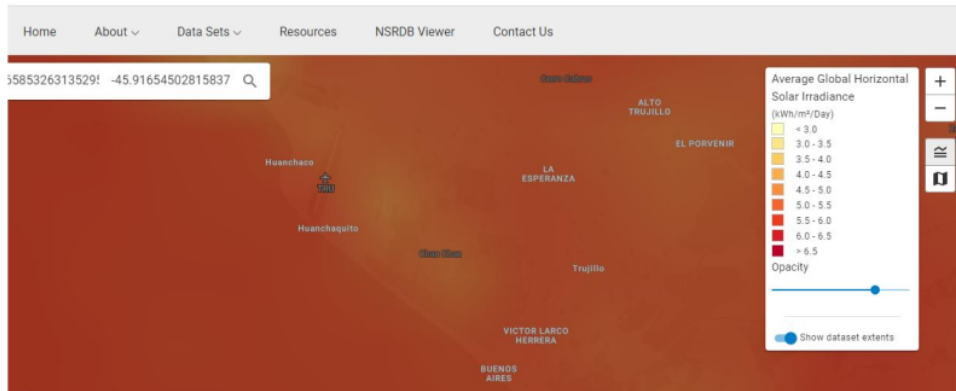 Home About Data Sets Resources NSRDB Viewer Contact Us
-45.91654502815837
Cerro Cabras
ALTO
TRUJILLO
EL PORVENIR
Huanchaco
TRU
LA
ESPERANZA
Huanchaquito
Chan Chan
Trujillo
VICTOR LARCO
HERRERA
BUENOS
AIRES
Average Global Horizontal
Solar Irradiance
(kWh/m²/Day)
< 3.0
3.0 - 3.5
3.5 - 4.0
4.0 - 4.5
4.5 - 5.0
5.0 - 5.5
5.5 - 6.0
6.0 - 6.5
> 6.5
Opacity
Show dataset extents
+
−